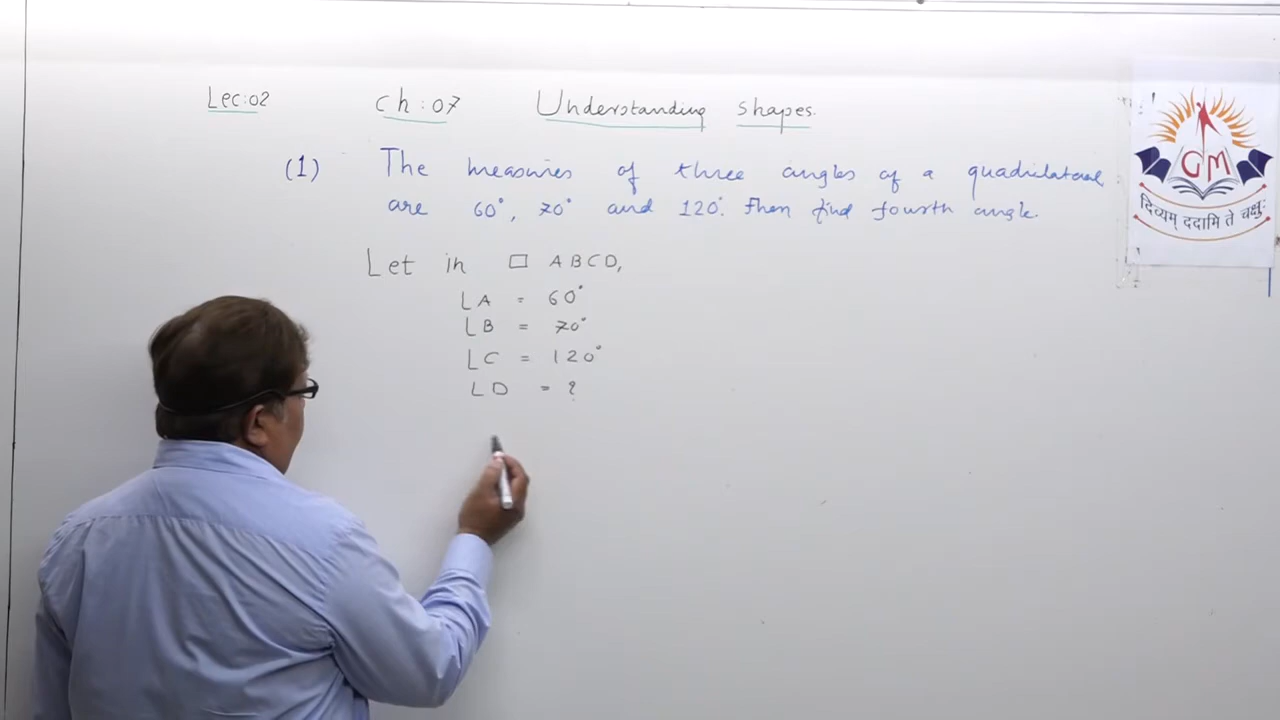 Lec:02 Ch:07 Understanding shapes.
(1) The measures of three angles of a quadrilateral
are 60°, 70° and 120°. Then find fourth angle.
Let in □ ABCD,
∠A = 60°
∠B = 70°
∠C = 120°
∠D = ?
GM
दिव्यम् ददामि ते चक्षुः